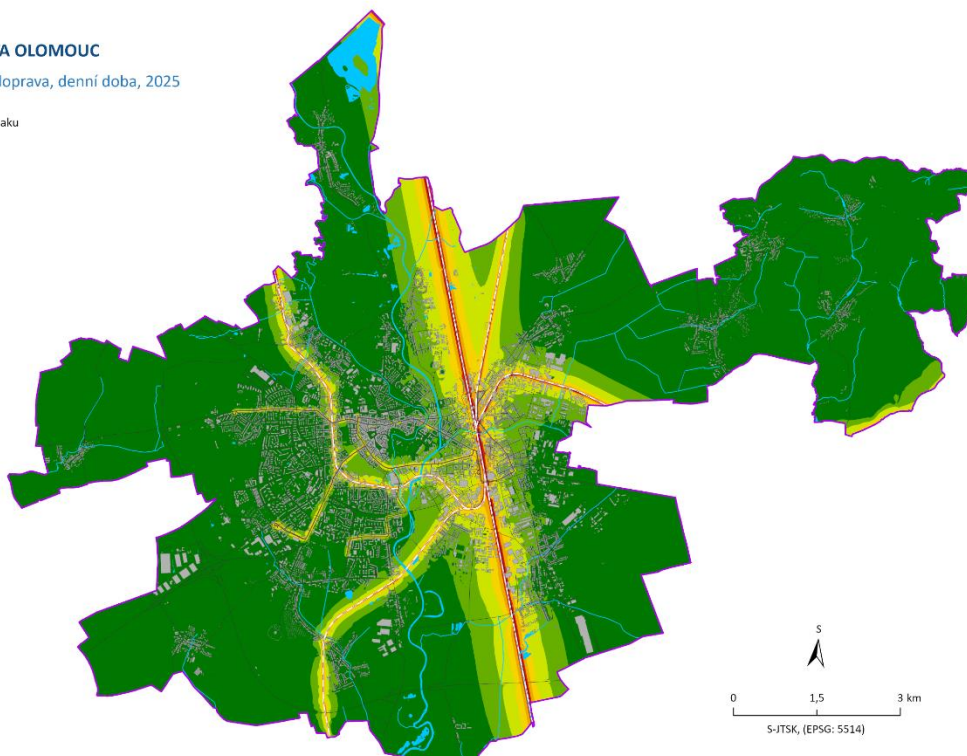 A OLOMOUC
doprava, denní doba, 2025
aku
S
0 1,5 3 km
S-JTSK, (EPSG: 5514)